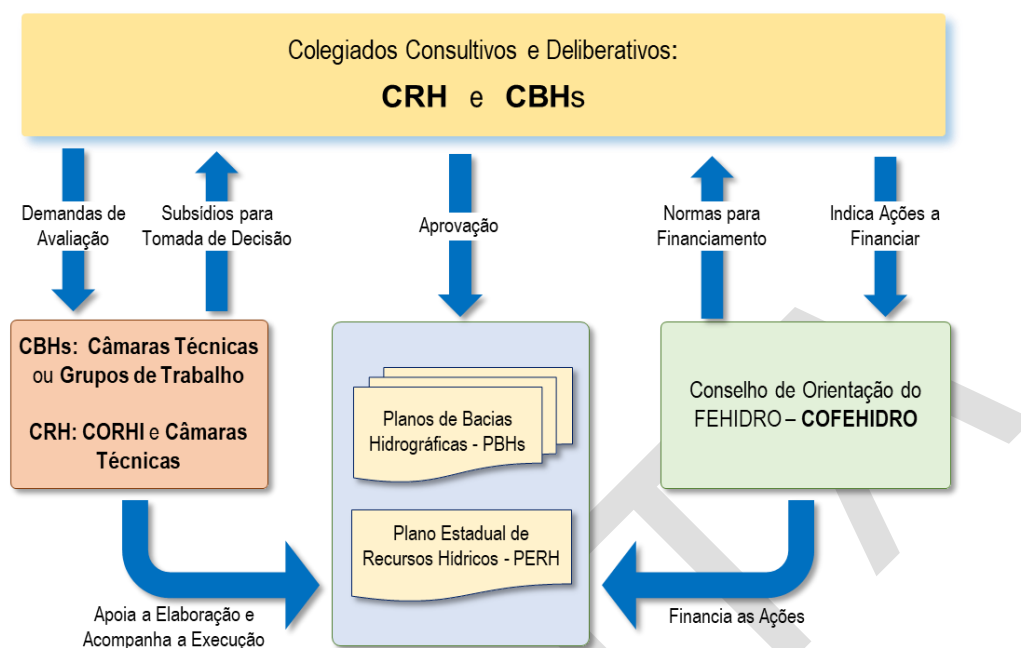 Colegiados Consultivos e Deliberativos:
CRH e CBHs
Demandas de
Avaliação
Subsídios para
Tomada de Decisão
Aprovação
Normas para
Financiamento
Indica Ações a
Financiar
CBHs: Câmaras Técnicas
ou Grupos de Trabalho
CRH: CORHI e Câmaras
Técnicas
Planos de Bacias
Hidrográficas - PBHs
Plano Estadual de
Recursos Hídricos - PERH
Conselho de Orientação do
FEHIDRO – COFEHIDRO
Apoia a Elaboração e
Acompanha a Execução
Financia as Ações